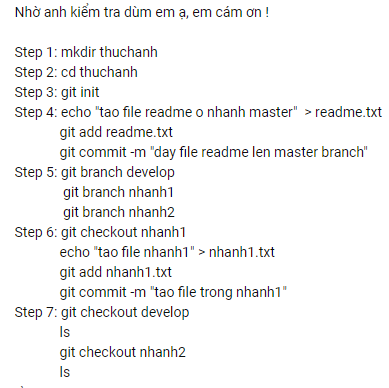 Nhờ anh kiểm tra dùm em ạ, em cám ơn !
Step 1: mkdir thuchanh
Step 2: cd thuchanh
Step 3: git init
Step 4: echo "tao file readme o nhanh master" > readme.txt
git add readme.txt
git commit -m "day file readme len master branch"
Step 5: git branch develop
git branch nhanh1
git branch nhanh2
Step 6: git checkout nhanh1
echo "tao file nhanh1" > nhanh1.txt
git add nhanh1.txt
git commit -m "tao file trong nhanh1"
Step 7: git checkout develop
ls
git checkout nhanh2
ls